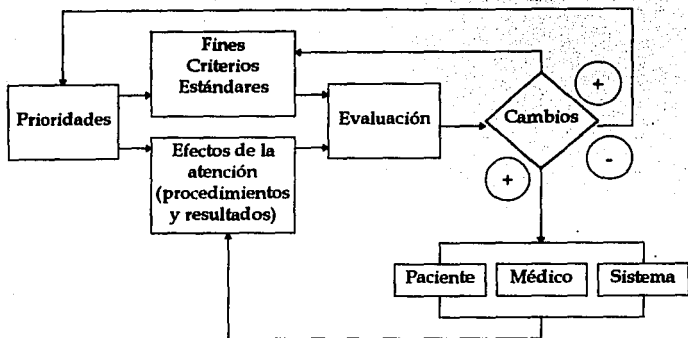 Fines
Criterios
Estándares
Prioridades
Evaluación
Cambios
+
-
+
Efectos de la
atención
(procedimientos
y resultados)
Paciente
Médico
Sistema